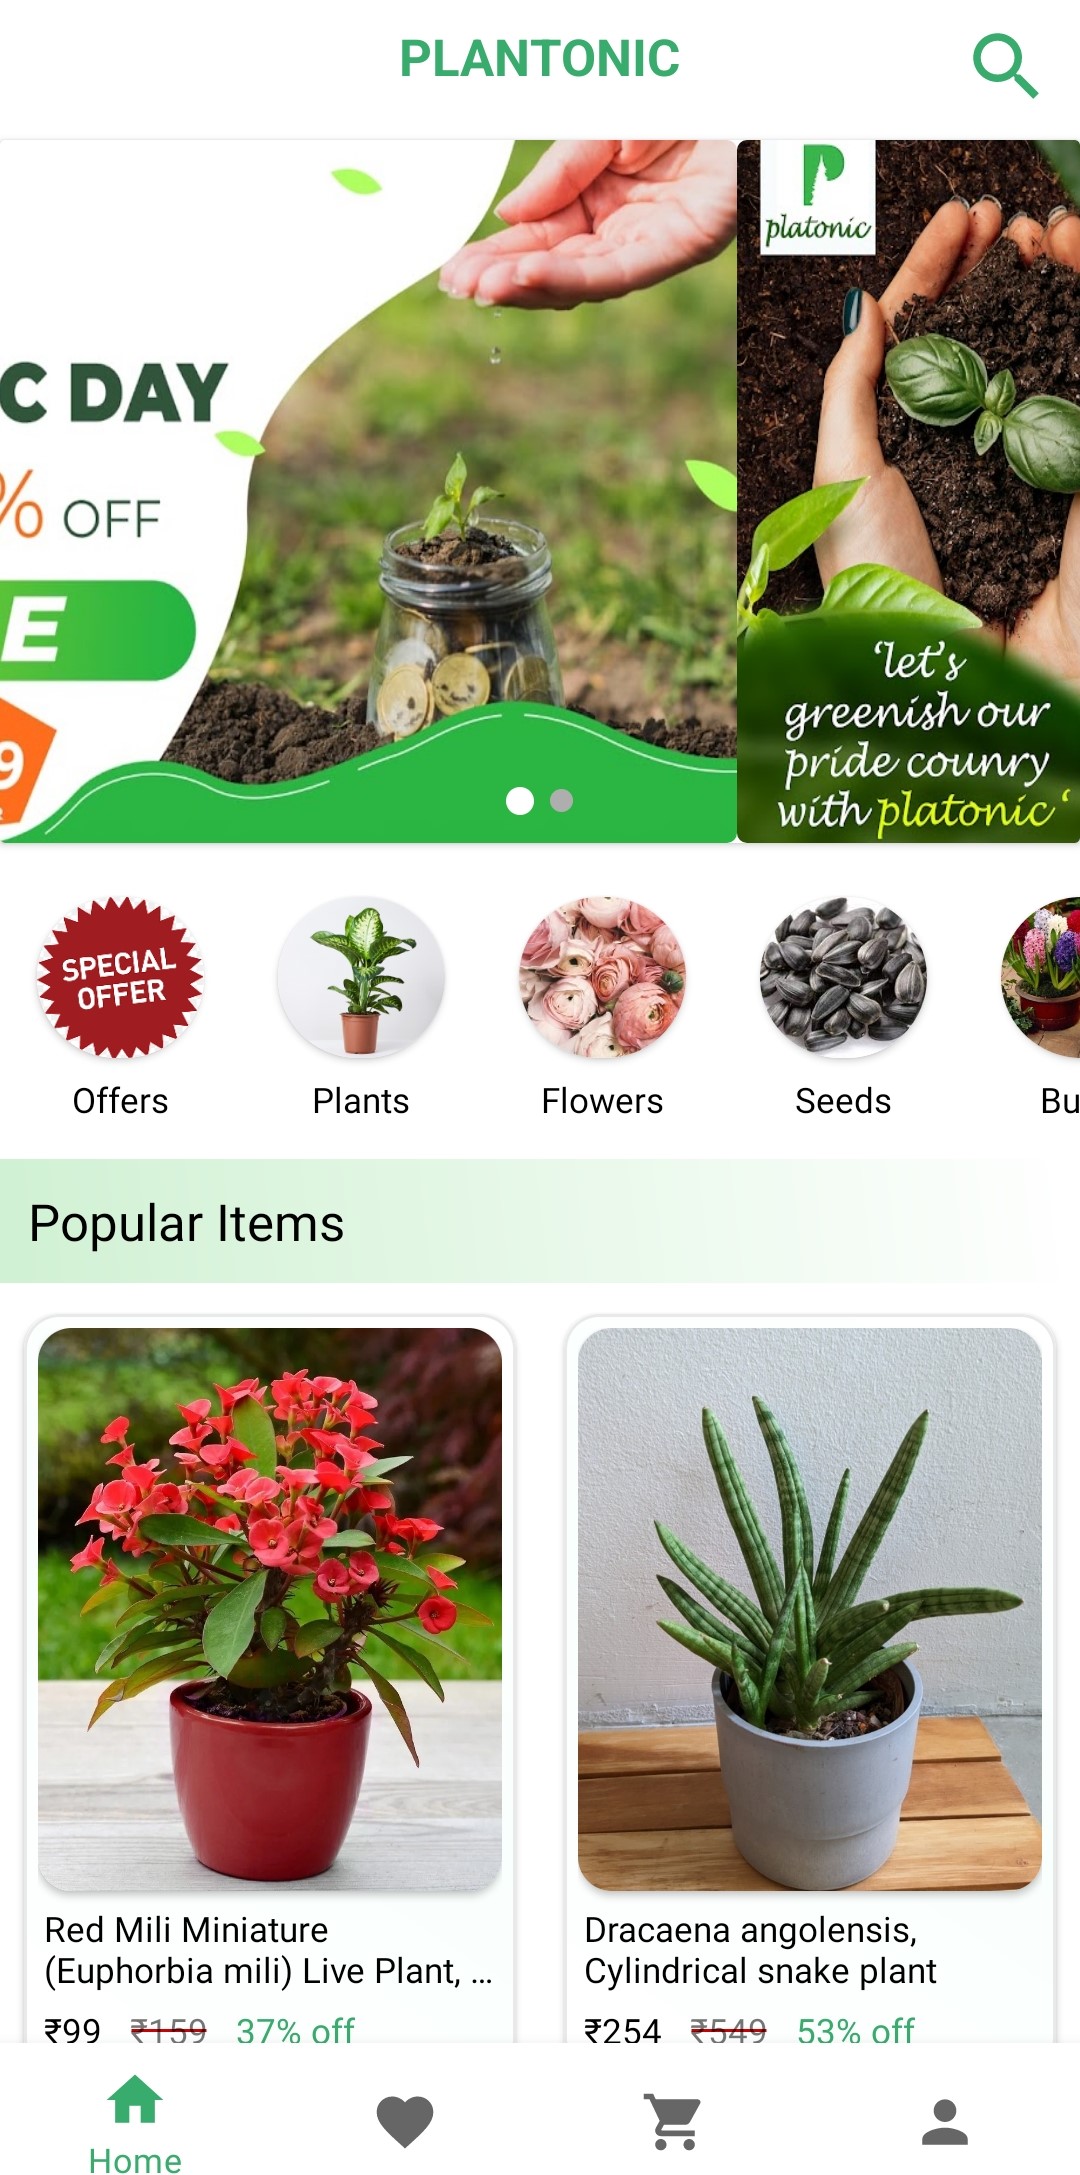 PLANTONIC
C DAY
% OFF
E
9
platonic
'let's
greenish our
pride counry
with platonic '
SPECIAL
OFFER
Offers
Plants
Flowers
Seeds
Bu
Popular Items
Red Mili Miniature
(Euphorbia mili) Live Plant, ...
₹99 ₹159 37% off
Dracaena angolensis,
Cylindrical snake plant
₹254 ₹549 53% off
Home